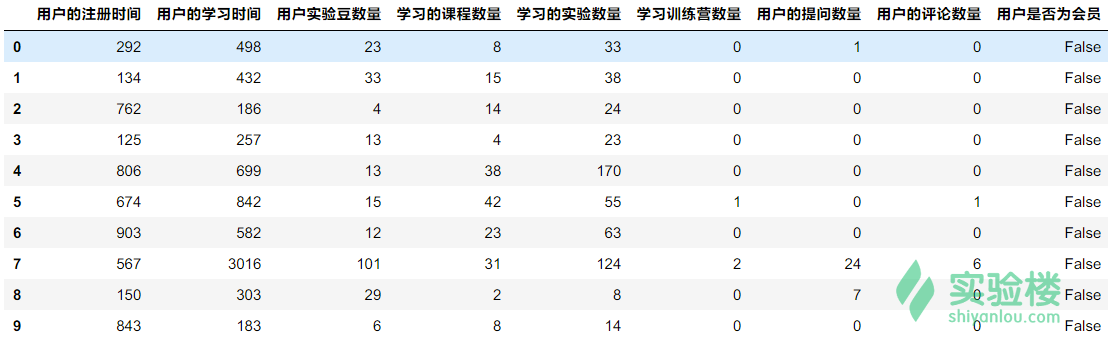 用户的注册时间 用户的学习时间 用户实验豆数量 学习的课程数量 学习的实验数量 学习训练营数量 用户的提问数量 用户的评论数量 用户是否为会员
0 292 498 23 8 33 0 1 0 False
1 134 432 33 15 38 0 0 0 False
2 762 186 4 14 24 0 0 0 False
3 125 257 13 4 23 0 0 0 False
4 806 699 13 38 170 0 0 0 False
5 674 842 15 42 55 1 0 1 False
6 903 582 12 23 63 0 0 0 False
7 567 3016 101 31 124 2 24 6 False
8 150 303 29 2 8 0 7 0 False
9 843 183 6 8 14 0 0 0 False
实验楼
shiyanlou.com